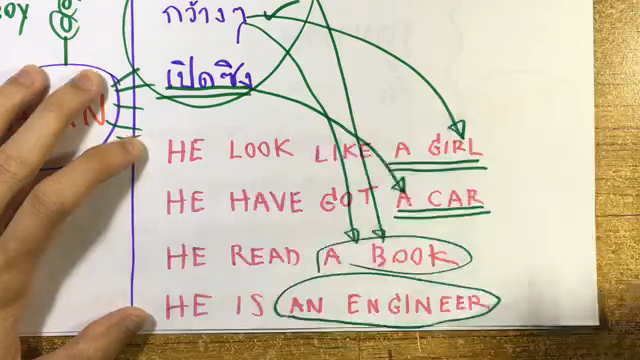 OY
กว้างๆ
เปิดซิง
HE LOOK LIKE A GIRL
HE HAVE GOT A CAR
HE READ A BOOK
HE IS AN ENGINEER